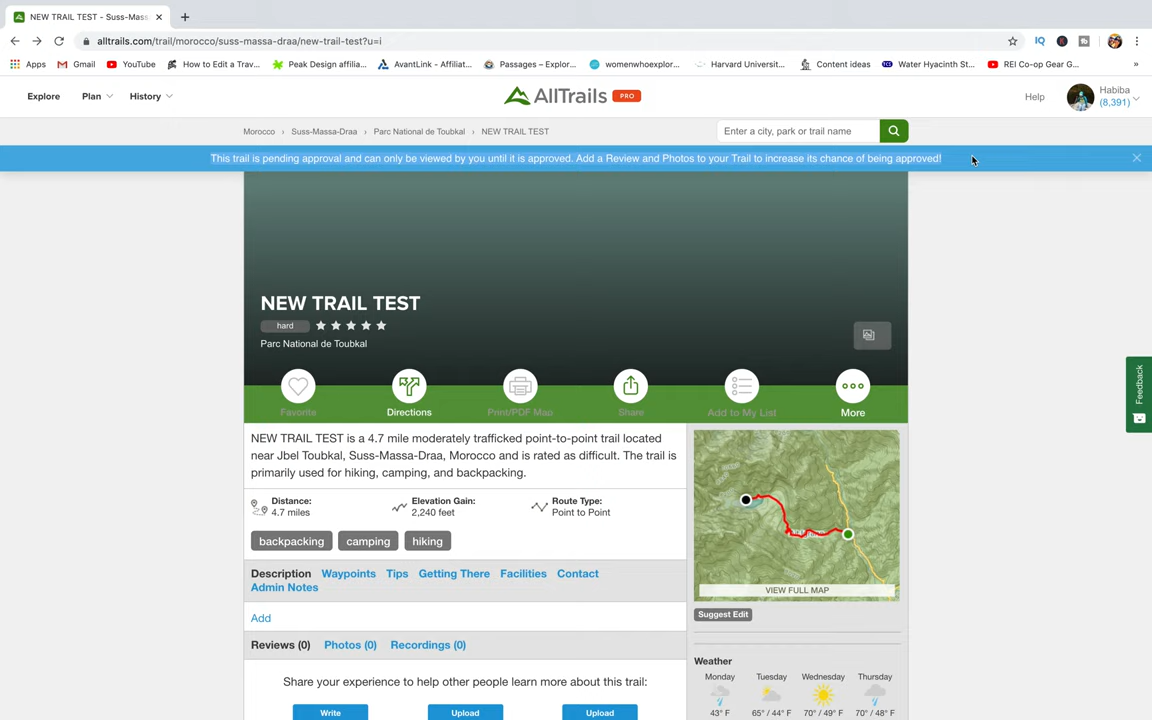 NEW TRAIL TEST - Suss-Mass
alltrails.com/trail/morocco/suss-massa-draa/new-trail-test?u=i
IQ
Apps Gmail YouTube How to Edit a Trav... Peak Design affilia... AvantLink - Affiliat... Passages – Explor... womenwhoexplor... Harvard Universit... Content ideas Water Hyacinth St... REI Co-op Gear G... »
Explore Plan History AllTrails PRO Help Habiba
(8,391)
Morocco › Suss-Massa-Draa › Parc National de Toubkal › NEW TRAIL TEST Enter a city, park or trail name
This trail is pending approval and can only be viewed by you until it is approved. Add a Review and Photos to your Trail to increase its chance of being approved!
NEW TRAIL TEST
hard
Parc National de Toubkal
Feedback
Favorite Directions Print/PDF Map Share Add to My List More
NEW TRAIL TEST is a 4.7 mile moderately trafficked point-to-point trail located
near Jbel Toubkal, Suss-Massa-Draa, Morocco and is rated as difficult. The trail is
primarily used for hiking, camping, and backpacking.
Distance: Elevation Gain: Route Type:
4.7 miles 2,240 feet Point to Point
backpacking camping hiking
Description Waypoints Tips Getting There Facilities Contact
Admin Notes
VIEW FULL MAP
Suggest Edit
Add
Reviews (0) Photos (0) Recordings (0)
Weather
Monday Tuesday Wednesday Thursday
Share your experience to help other people learn more about this trail:
43° F 65° / 44° F 70° / 49° F 70° / 48° F
Write Upload Upload